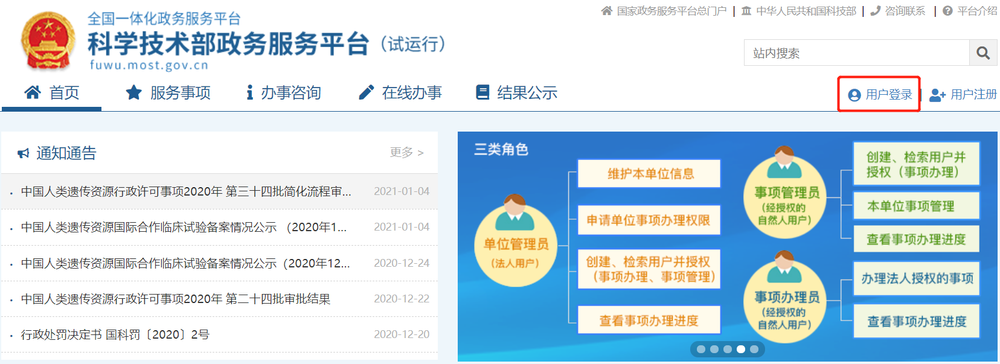 国家政务服务平台总门户 | 中华人民共和国科技部 | 咨询联系 | 平台介绍
全国一体化政务服务平台
科学技术部政务服务平台（试运行）
fuwu.most.gov.cn
站内搜索
首页 服务事项 办事咨询 在线办事 结果公示
用户登录 | 用户注册
通知通告 更多 >
· 中国人类遗传资源行政许可事项2020年 第三十四批简化流程审... 2021-01-04
· 中国人类遗传资源国际合作临床试验备案情况公示 （2020年1... 2021-01-04
· 中国人类遗传资源国际合作临床试验备案情况公示（2020年12... 2020-12-24
· 中国人类遗传资源行政许可事项2020年 第二十四批审批结果 2020-12-22
· 行政处罚决定书 国科罚〔2020〕2号 2020-12-20
三类角色
单位管理员
（法人用户）
维护本单位信息
申请单位事项办理权限
创建、检索用户并授权
（事项办理、事项管理）
查看事项办理进度
事项管理员
（经授权的
自然人用户）
创建、检索用户并
授权（事项办理）
本单位事项管理
查看事项办理进度
事项办理员
（经授权的
自然人用户）
办理法人授权的事项
查看事项办理进度